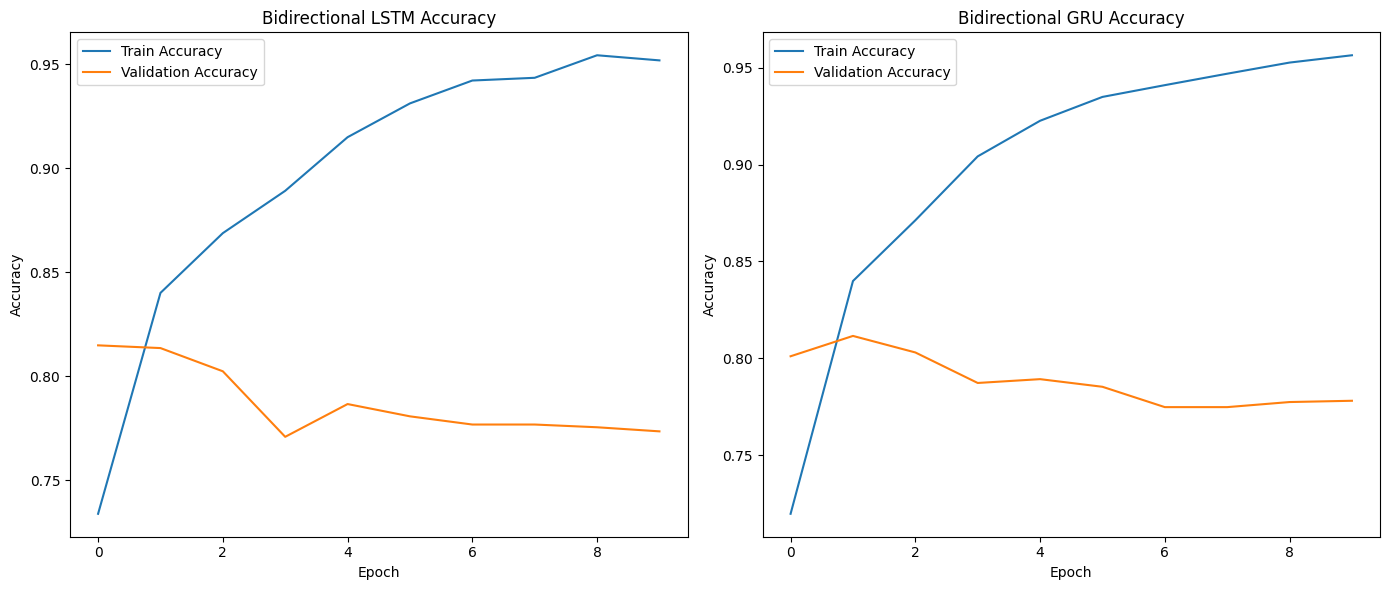 Bidirectional LSTM Accuracy
Train Accuracy
Validation Accuracy
0.95
0.90
0.85
0.80
0.75
Accuracy
0 2 4 6 8
Epoch
Bidirectional GRU Accuracy
Train Accuracy
Validation Accuracy
0.95
0.90
0.85
0.80
0.75
Accuracy
0 2 4 6 8
Epoch